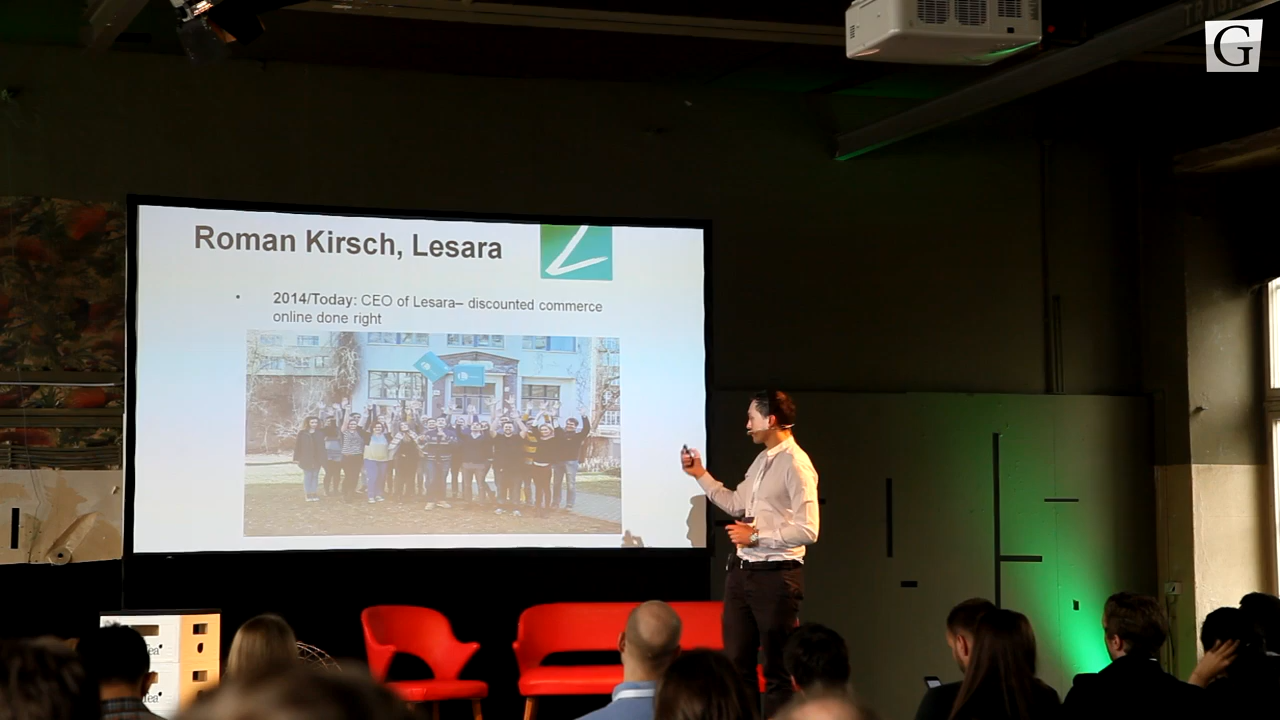 G
Roman Kirsch, Lesara
• 2014/Today: CEO of Lesara– discounted commerce
online done right